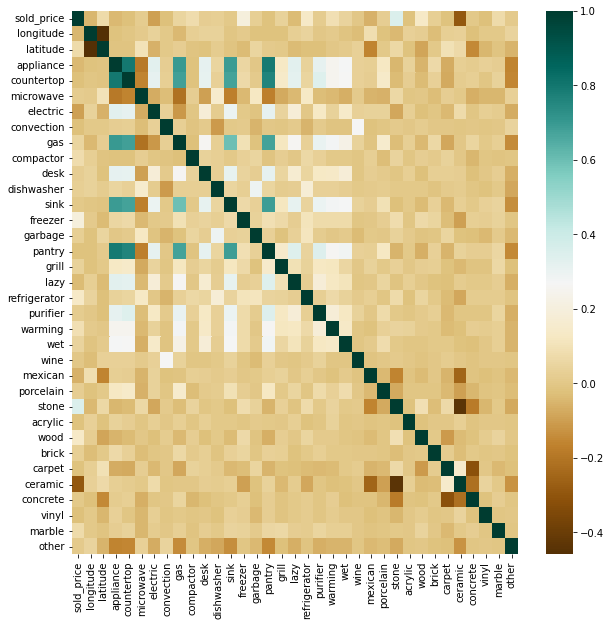 sold_price
longitude
latitude
appliance
countertop
microwave
electric
convection
gas
compactor
desk
dishwasher
sink
freezer
garbage
pantry
grill
lazy
refrigerator
purifier
warming
wet
wine
mexican
porcelain
stone
acrylic
wood
brick
carpet
ceramic
concrete
vinyl
marble
other
sold_price
longitude
latitude
appliance
countertop
microwave
electric
convection
gas
compactor
desk
dishwasher
sink
freezer
garbage
pantry
grill
lazy
refrigerator
purifier
warming
wet
wine
mexican
porcelain
stone
acrylic
wood
brick
carpet
ceramic
concrete
vinyl
marble
other
1.0
0.8
0.6
0.4
0.2
0.0
−0.2
−0.4